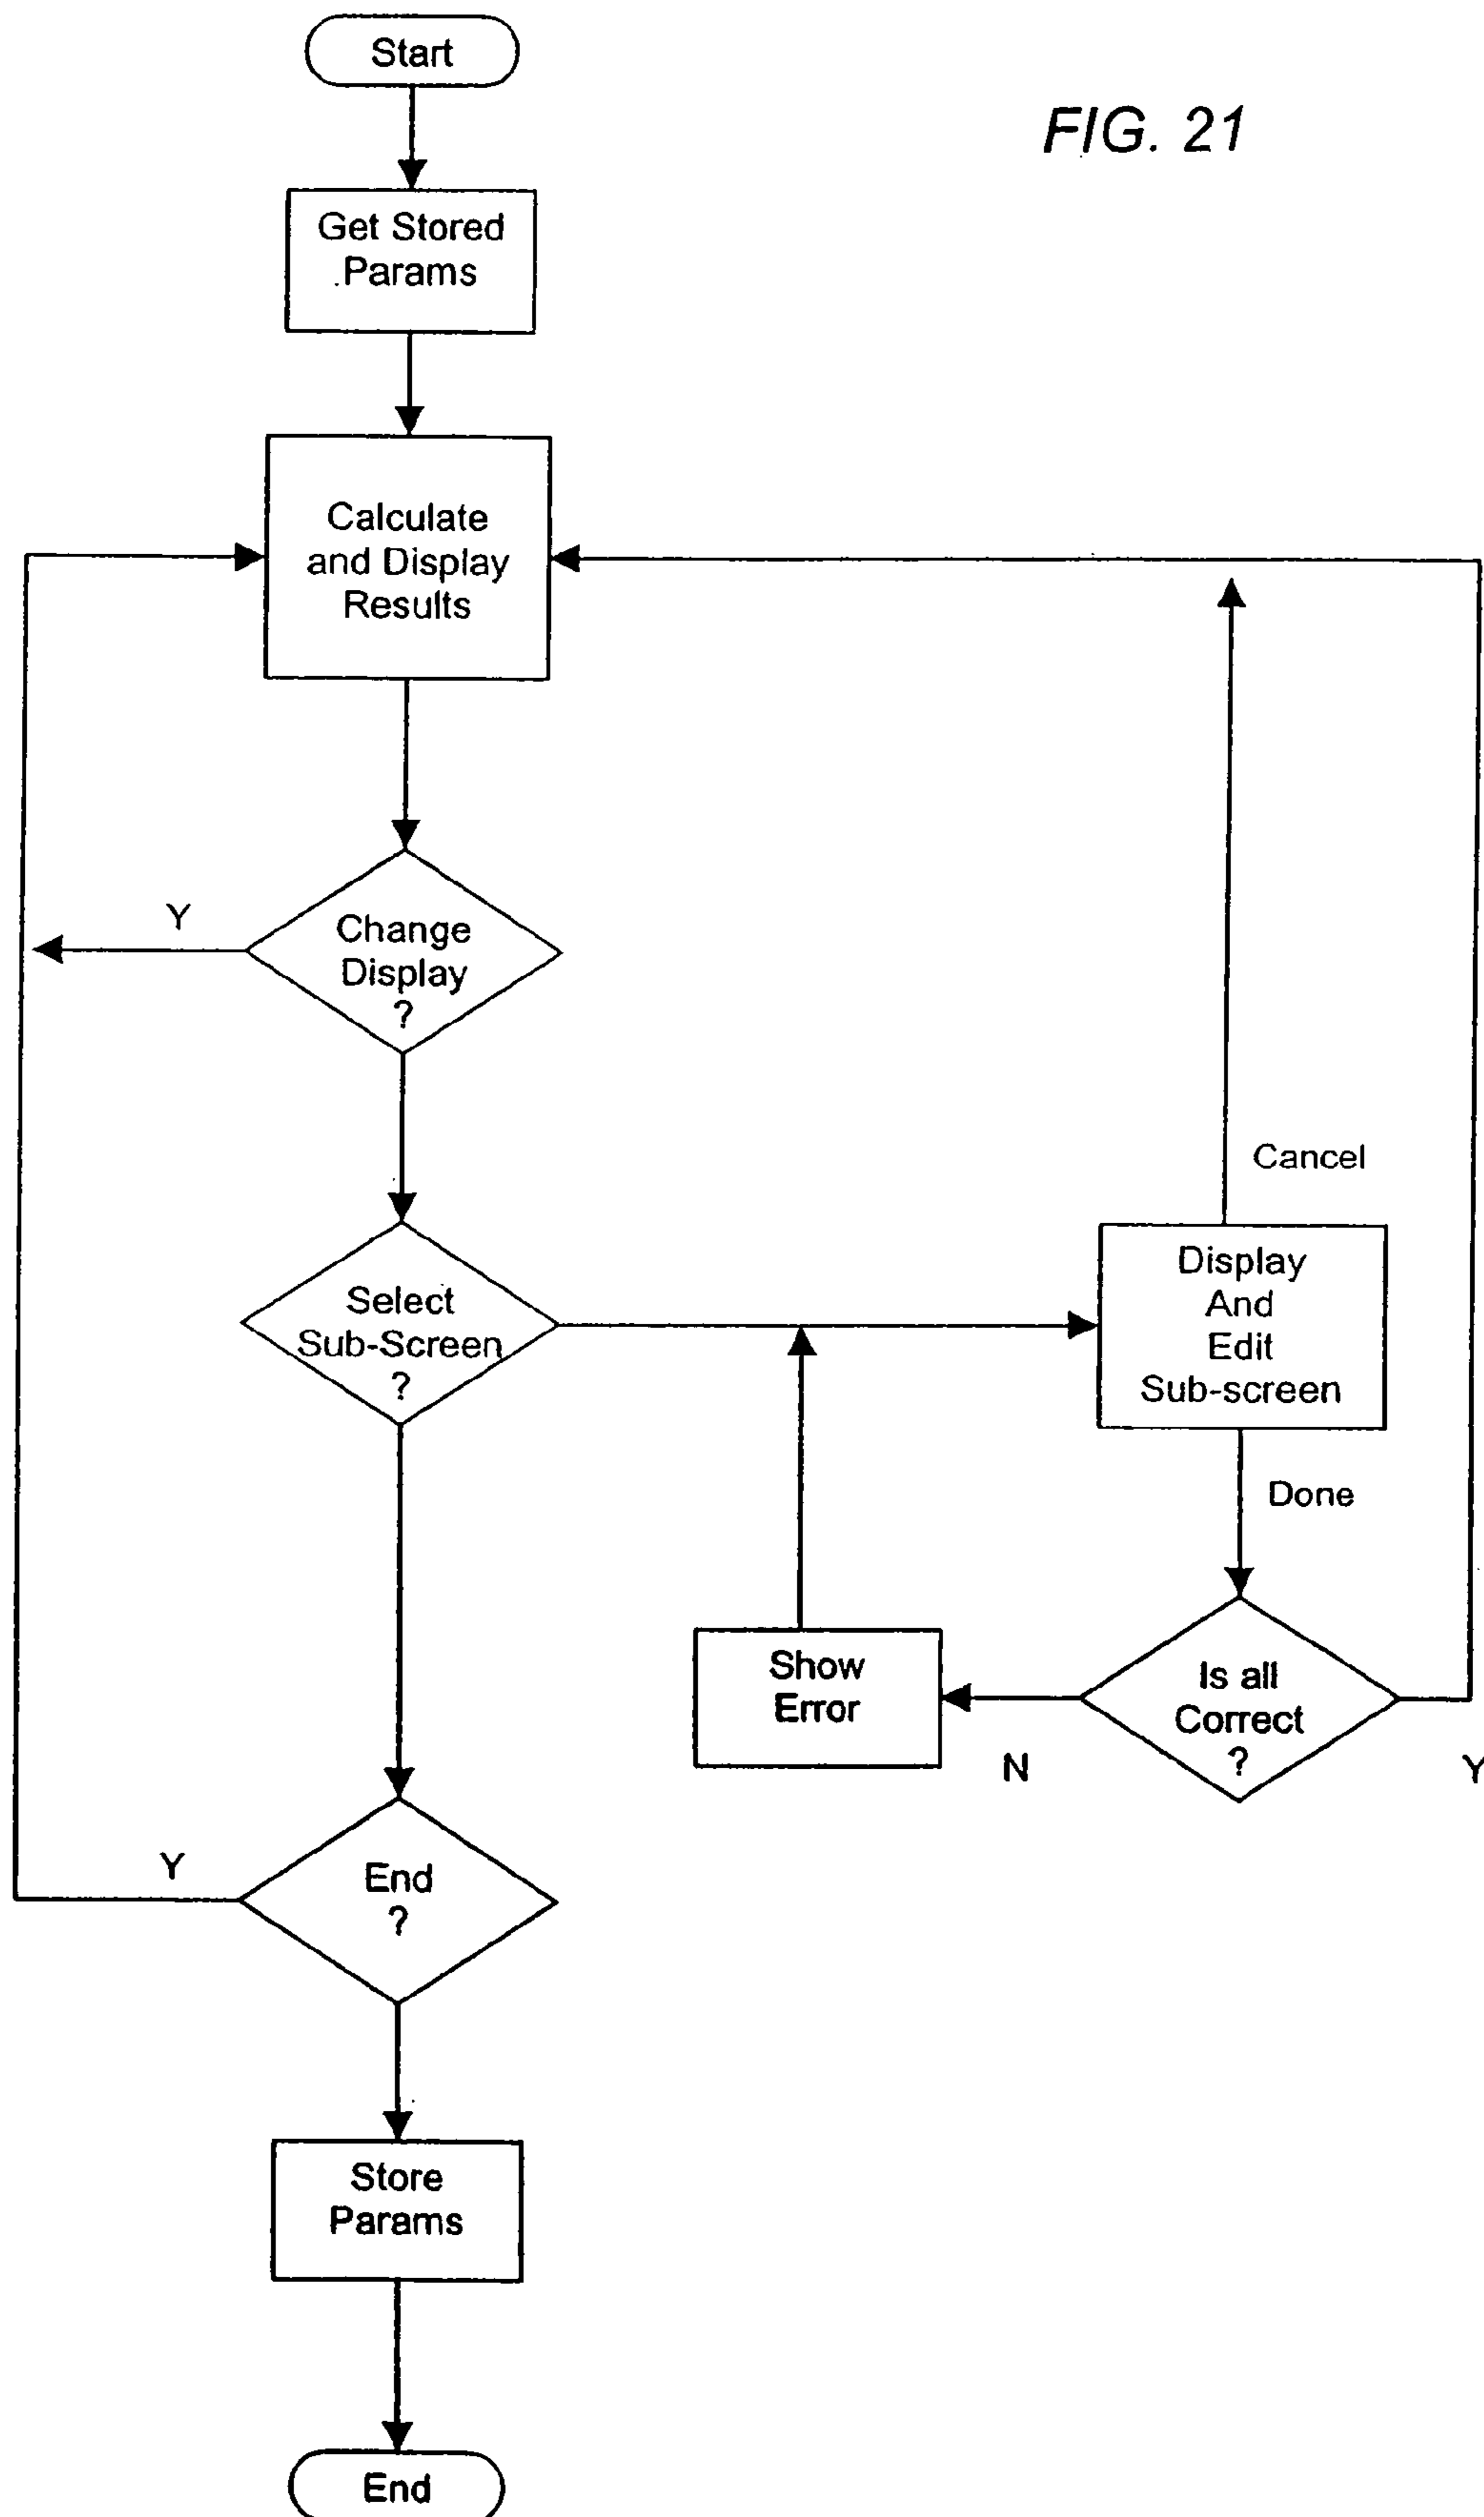 Start
FIG. 21
Get Stored
Params
Calculate
and Display
Results
Y
Change
Display
?
Cancel
Select
Sub-Screen
?
Display
And
Edit
Sub-screen
Done
Show
Error
Is all
Correct
?
N
Y
Y
End
?
Store
Params
End